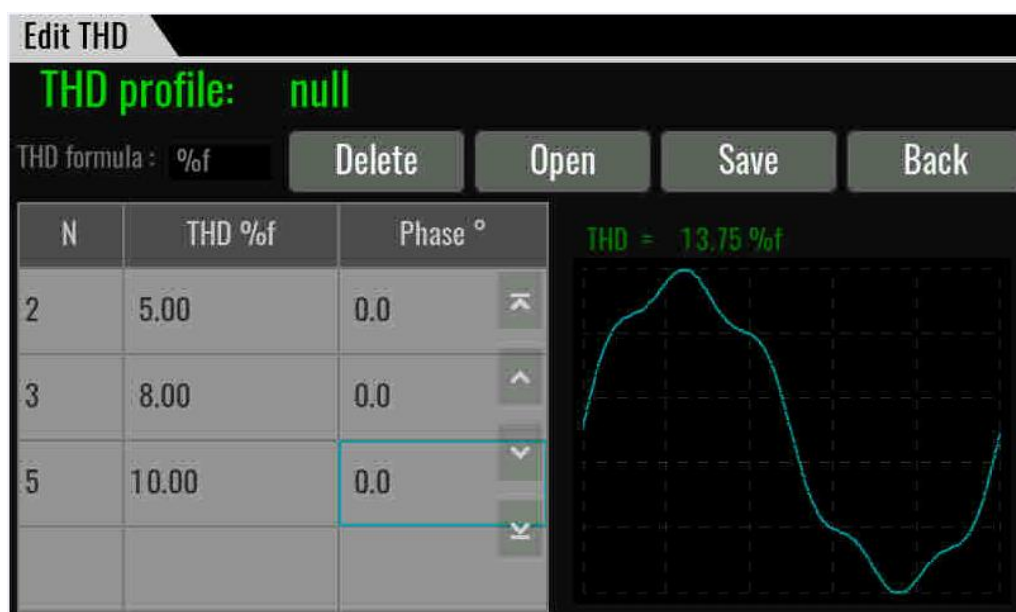 Edit THD
THD profile: null
THD formula : %f Delete Open Save Back
N THD %f Phase °
THD = 13.75 %f
2 5.00 0.0
3 8.00 0.0
5 10.00 0.0